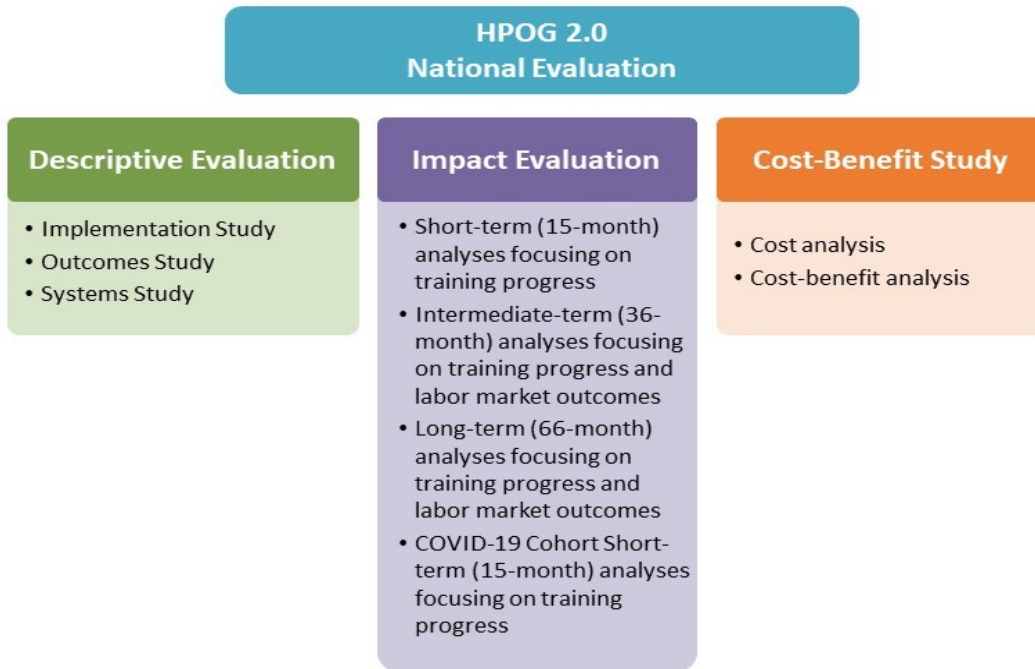 HPOG 2.0
National Evaluation
Descriptive Evaluation
• Implementation Study
• Outcomes Study
• Systems Study
Impact Evaluation
• Short-term (15-month)
analyses focusing on
training progress
• Intermediate-term (36-
month) analyses focusing
on training progress and
labor market outcomes
• Long-term (66-month)
analyses focusing on
training progress and
labor market outcomes
• COVID-19 Cohort Short-
term (15-month) analyses
focusing on training
progress
Cost-Benefit Study
• Cost analysis
• Cost-benefit analysis